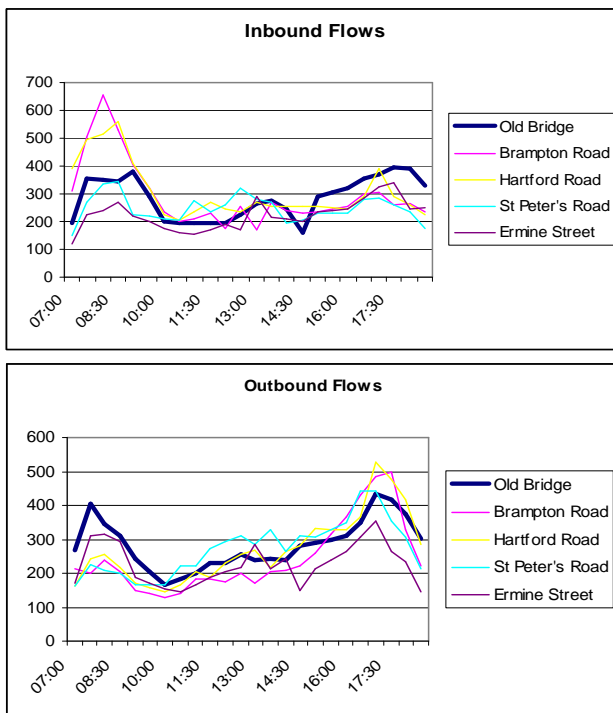 Inbound Flows
700
600
500
400
300
200
100
0
07:00
08:30
10:00
11:30
13:00
14:30
16:00
17:30
Old Bridge
Brampton Road
Hartford Road
St Peter's Road
Ermine Street
Outbound Flows
600
500
400
300
200
100
0
07:00
08:30
10:00
11:30
13:00
14:30
16:00
17:30
Old Bridge
Brampton Road
Hartford Road
St Peter's Road
Ermine Street